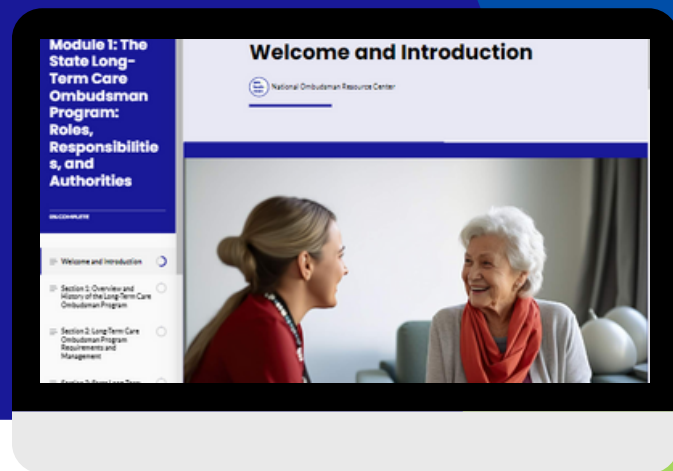 Module 1: The
State Long-
Term Care
Ombudsman
Program:
Roles,
Responsibilitie
s, and
Authorities
0% COMPLETE
Welcome and Introduction
Section 1: Overview and
History of the Long-Term Care
Ombudsman Program
Section 2: Long-Term Care
Ombudsman Program
Requirements and
Management
Welcome and Introduction
National Ombudsman Resource Center